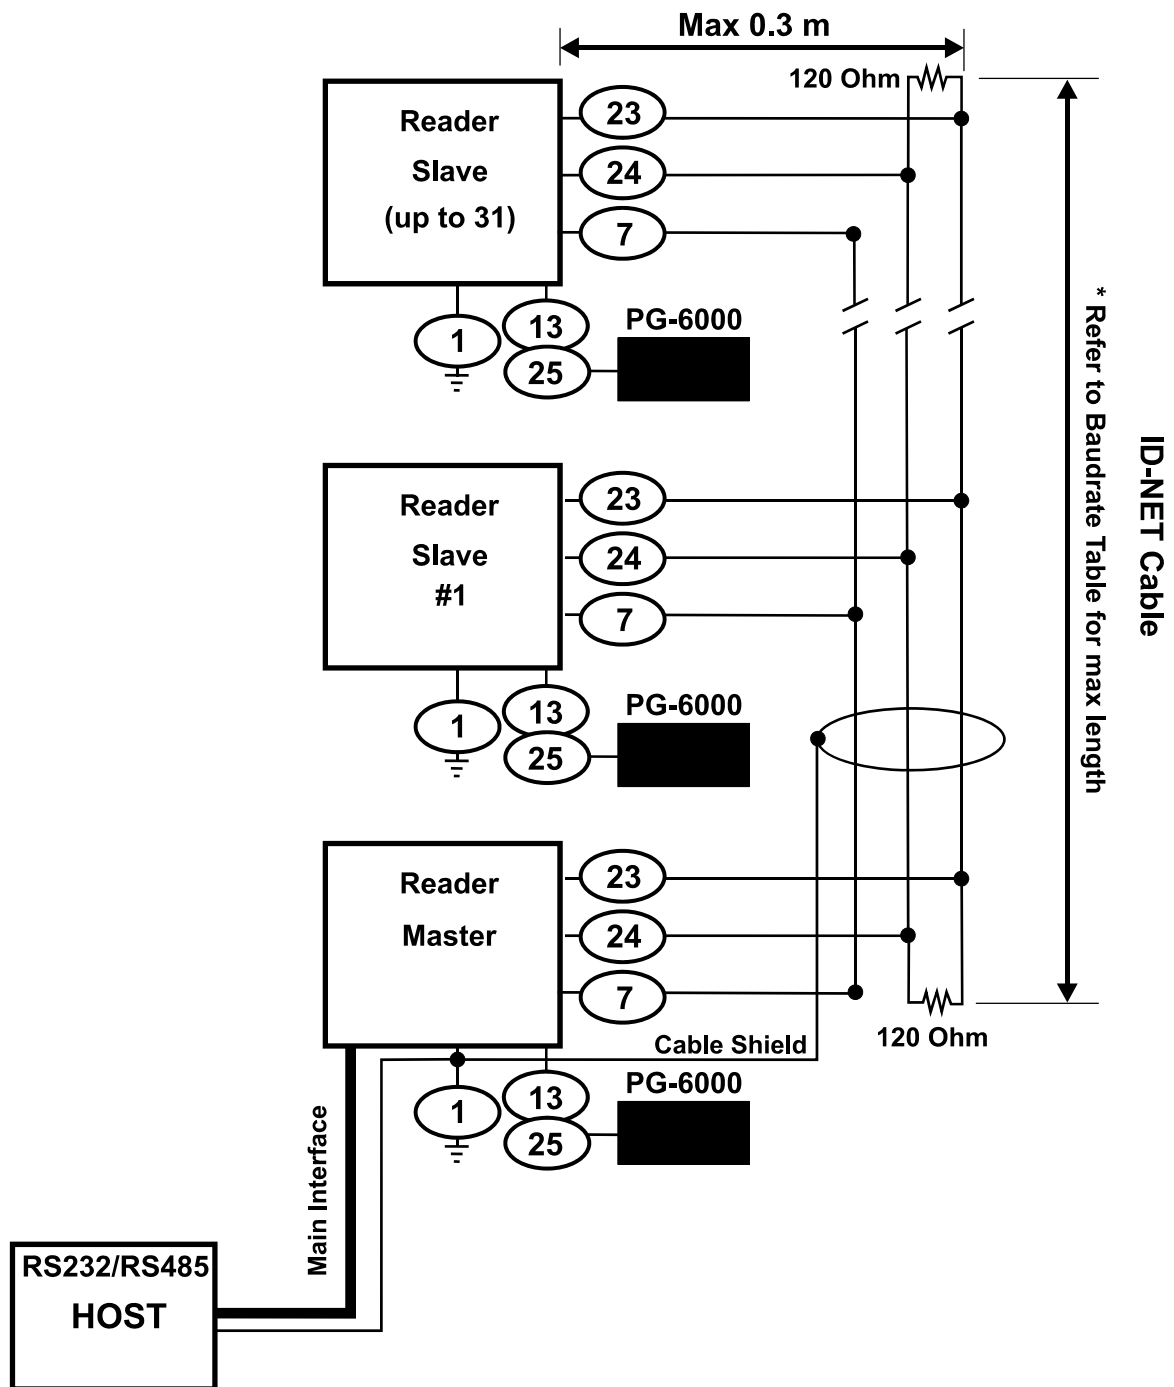 Max 0.3 m
120 Ohm
Reader
Slave
(up to 31)
23
24
7
1
13
25
PG-6000
Reader
Slave
#1
23
24
7
1
13
25
PG-6000
Reader
Master
23
24
7
120 Ohm
Cable Shield
1
13
25
PG-6000
* Refer to Baudrate Table for max length
ID-NET Cable
Main Interface
RS232/RS485
HOST